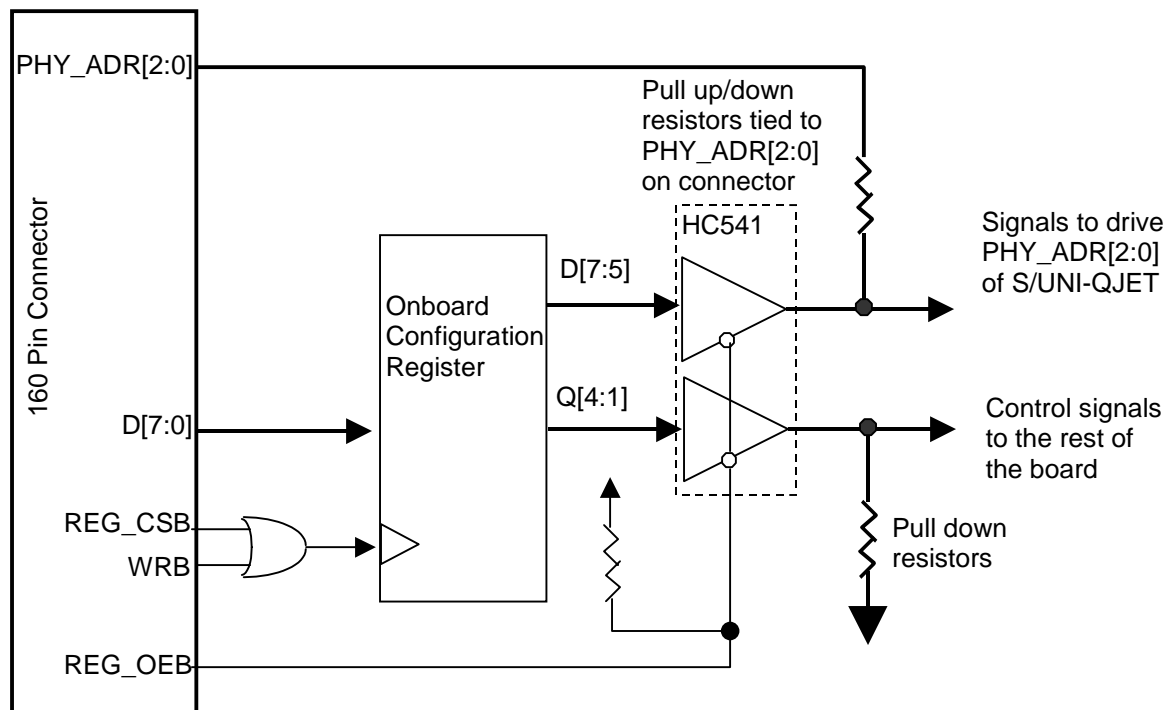 PHY_ADR[2:0]
Pull up/down
resistors tied to
PHY_ADR[2:0]
on connector
160 Pin Connector
HC541
Signals to drive
PHY_ADR[2:0]
of S/UNI-QJET
D[7:5]
Onboard
Configuration
Register
Q[4:1]
D[7:0]
Control signals
to the rest of
the board
REG_CSB
WRB
Pull down
resistors
REG_OEB